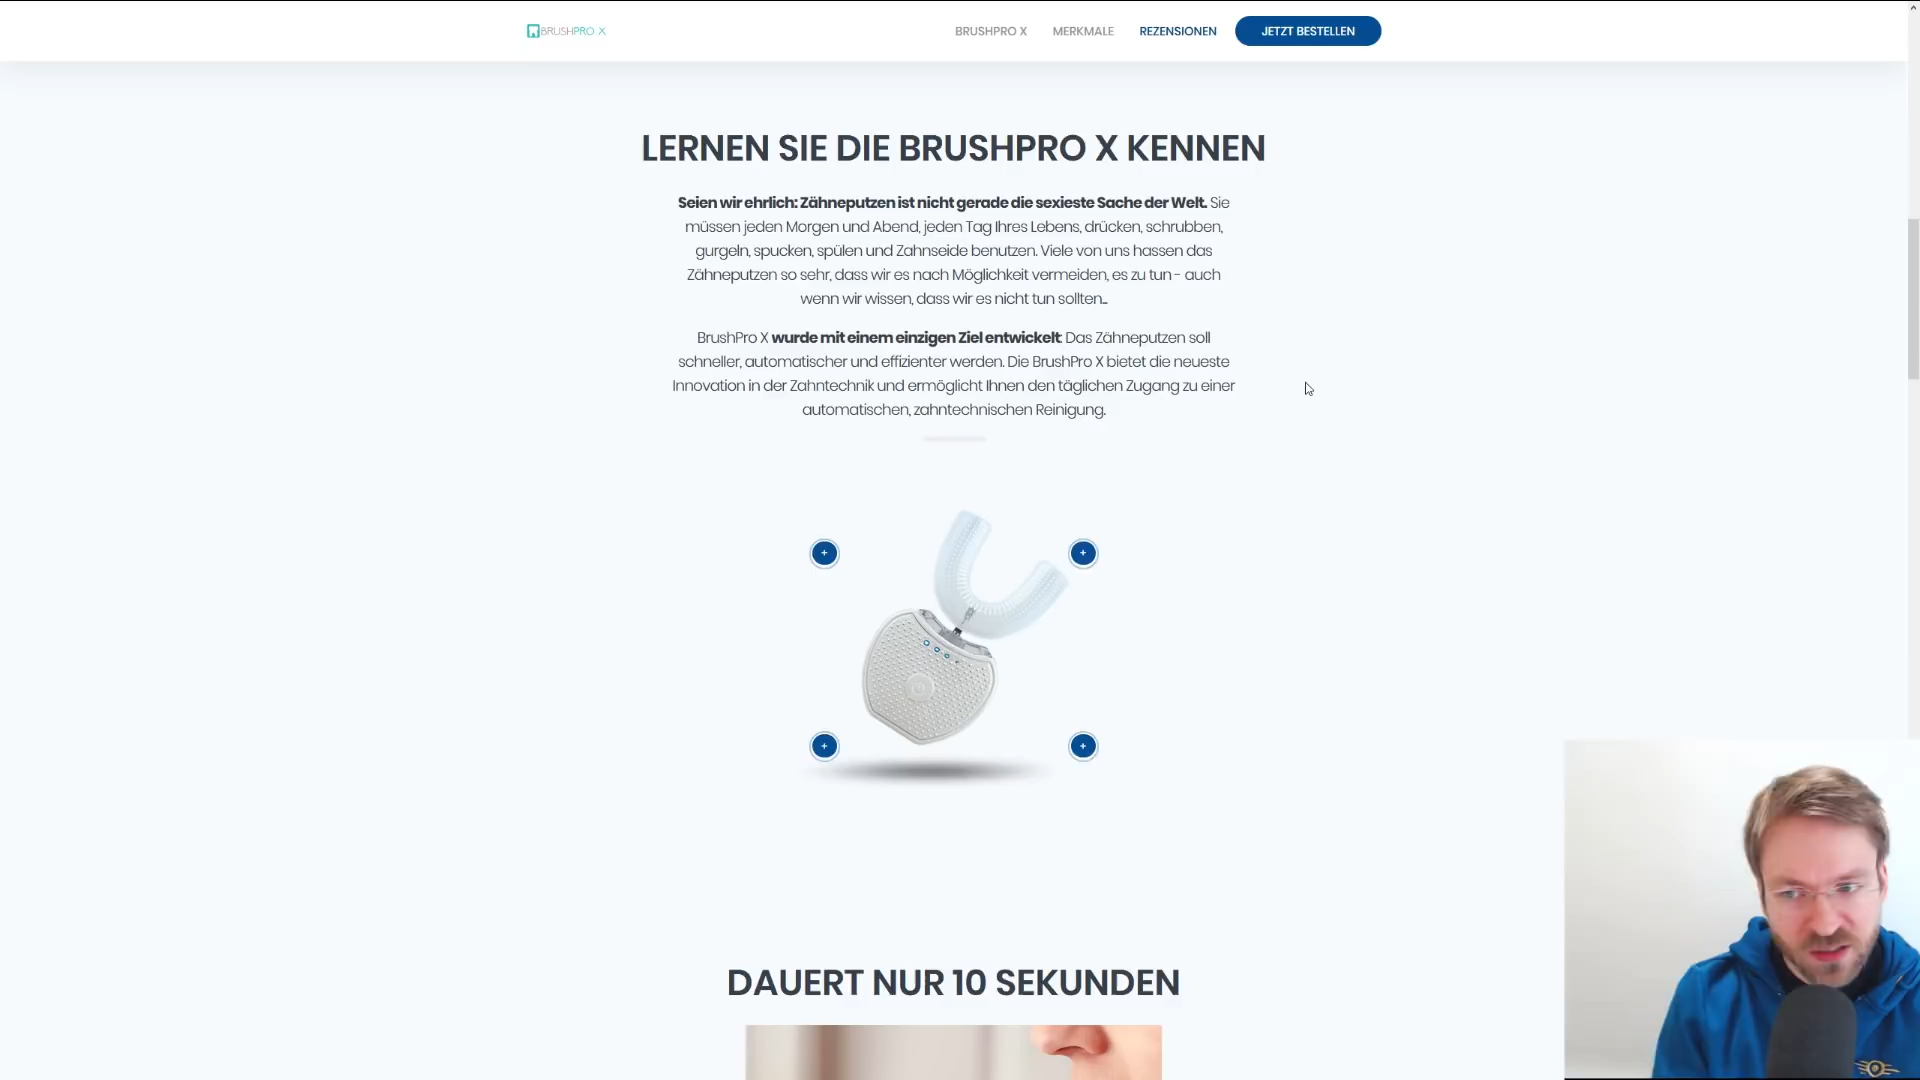 BRUSHPRO X
BRUSHPRO X MERKMALE REZENSIONEN JETZT BESTELLEN
LERNEN SIE DIE BRUSHPRO X KENNEN
Seien wir ehrlich: Zähneputzen ist nicht gerade die sexieste Sache der Welt. Sie
müssen jeden Morgen und Abend, jeden Tag Ihres Lebens, drücken, schrubben,
gurgeln, spucken, spülen und Zahnseide benutzen. Viele von uns hassen das
Zähneputzen so sehr, dass wir es nach Möglichkeit vermeiden, es zu tun - auch
wenn wir wissen, dass wir es nicht tun sollten...
BrushPro X wurde mit einem einzigen Ziel entwickelt: Das Zähneputzen soll
schneller, automatischer und effizienter werden. Die BrushPro X bietet die neueste
Innovation in der Zahntechnik und ermöglicht Ihnen den täglichen Zugang zu einer
automatischen, zahntechnischen Reinigung.
+ +
+ +
DAUERT NUR 10 SEKUNDEN